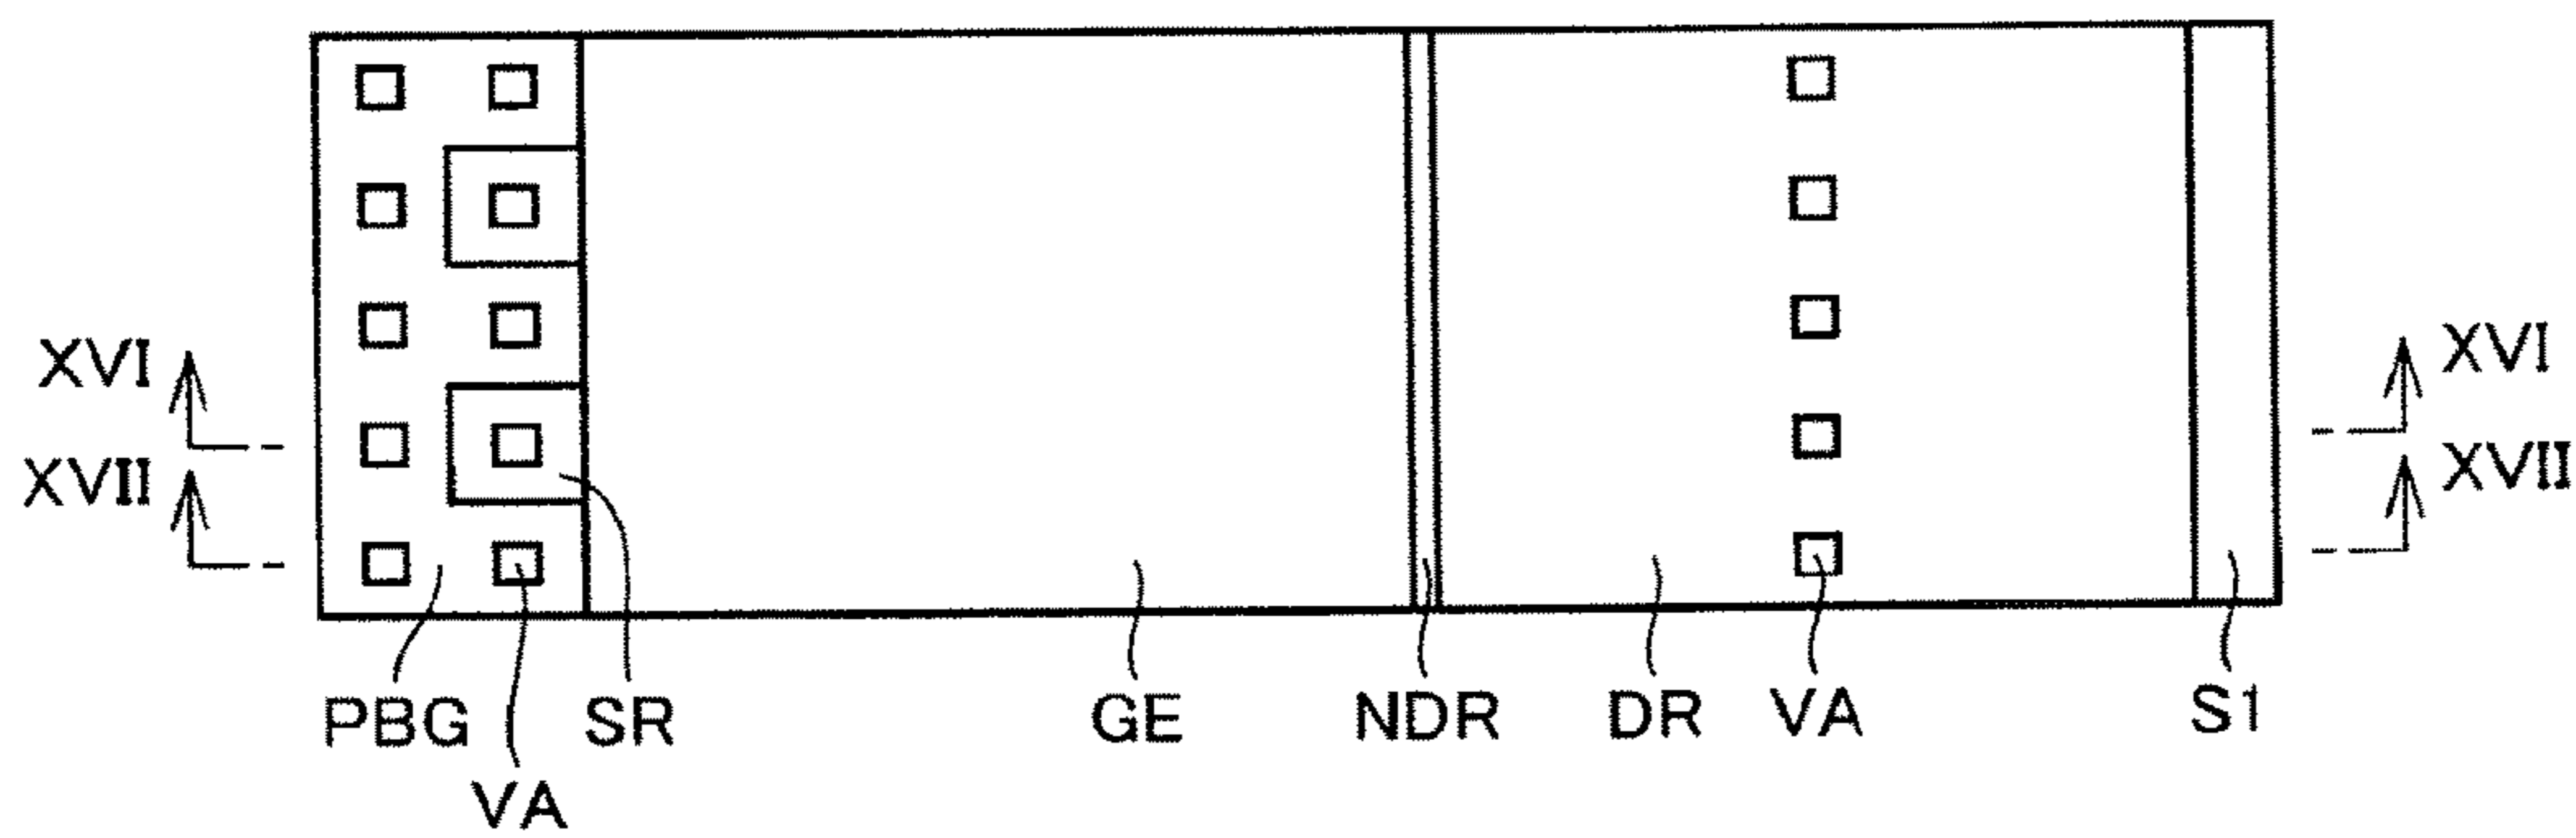 XVI XVI
XVII XVII
PBG SR GE NDR DR VA S1
VA